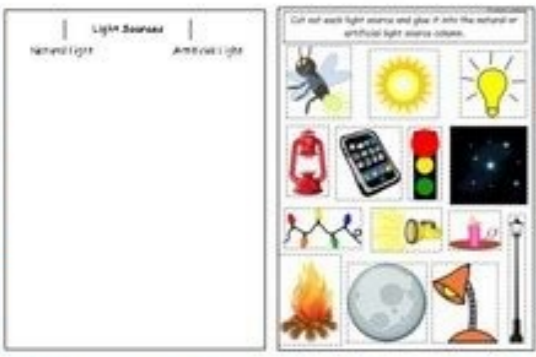 Light Sources
Natural light
Artificial light
Cut out each light source and glue it into the natural or
artificial light source column.